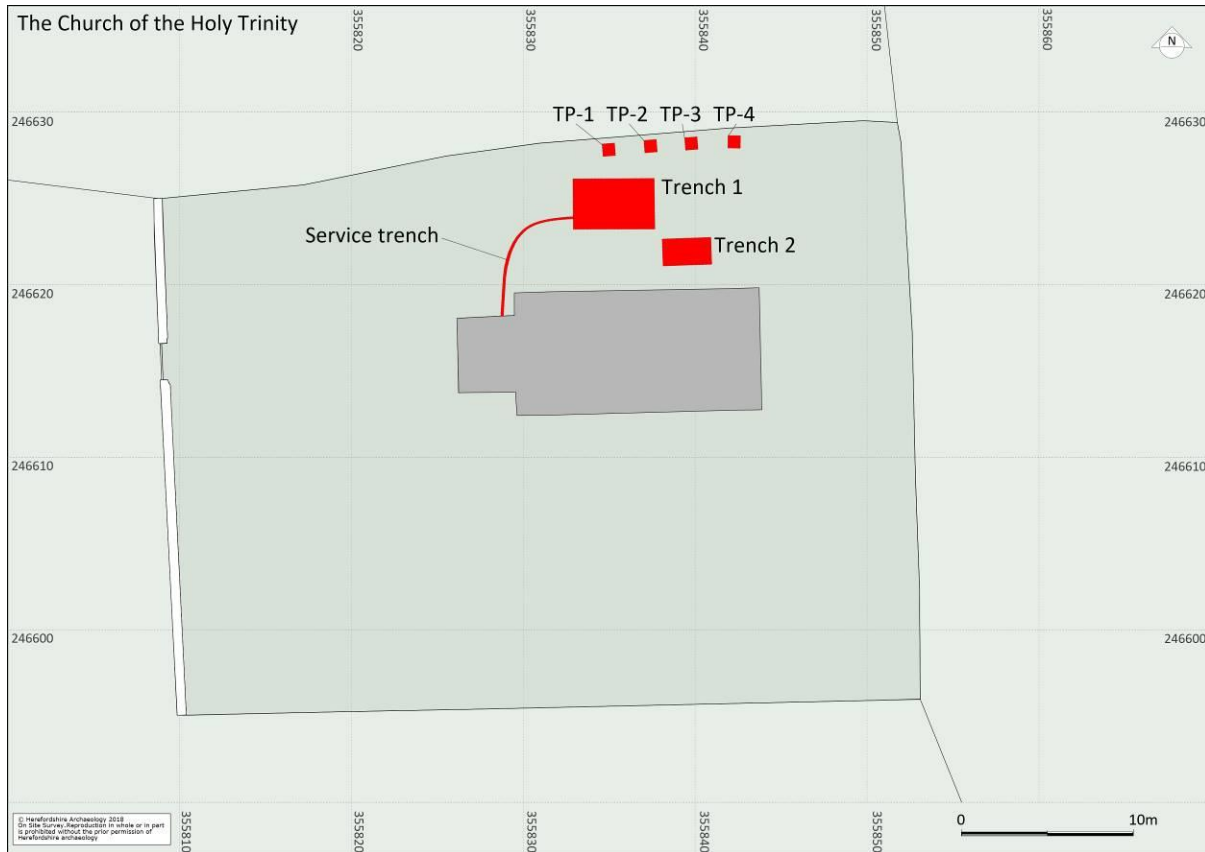 The Church of the Holy Trinity
355820
355830
355840
355850
355860
N
246630
246630
TP-1
TP-2
TP-3
TP-4
Trench 1
Service trench
Trench 2
246620
246620
246610
246610
246600
246600
© Herefordshire Archaeology 2018
On Site Survey.Reproduction in whole or in part
is prohibited without the prior permission of
Herefordshire archaeology
355810
355820
355830
355840
355850
0
10m